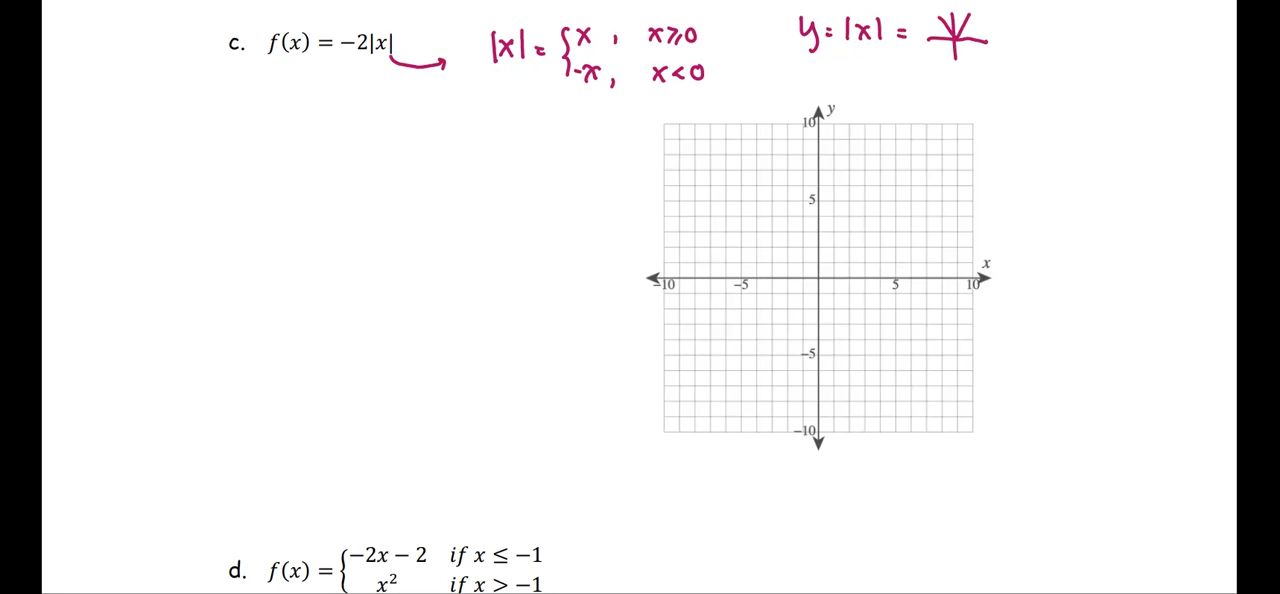 c. f(x) = −2|x|
|x| = { x , x ≥ 0
-x , x < 0
y = |x| =
y
10
5
x
−10 −5 5 10
−5
−10
d. f(x) = { −2x − 2 if x ≤ −1
x² if x > −1